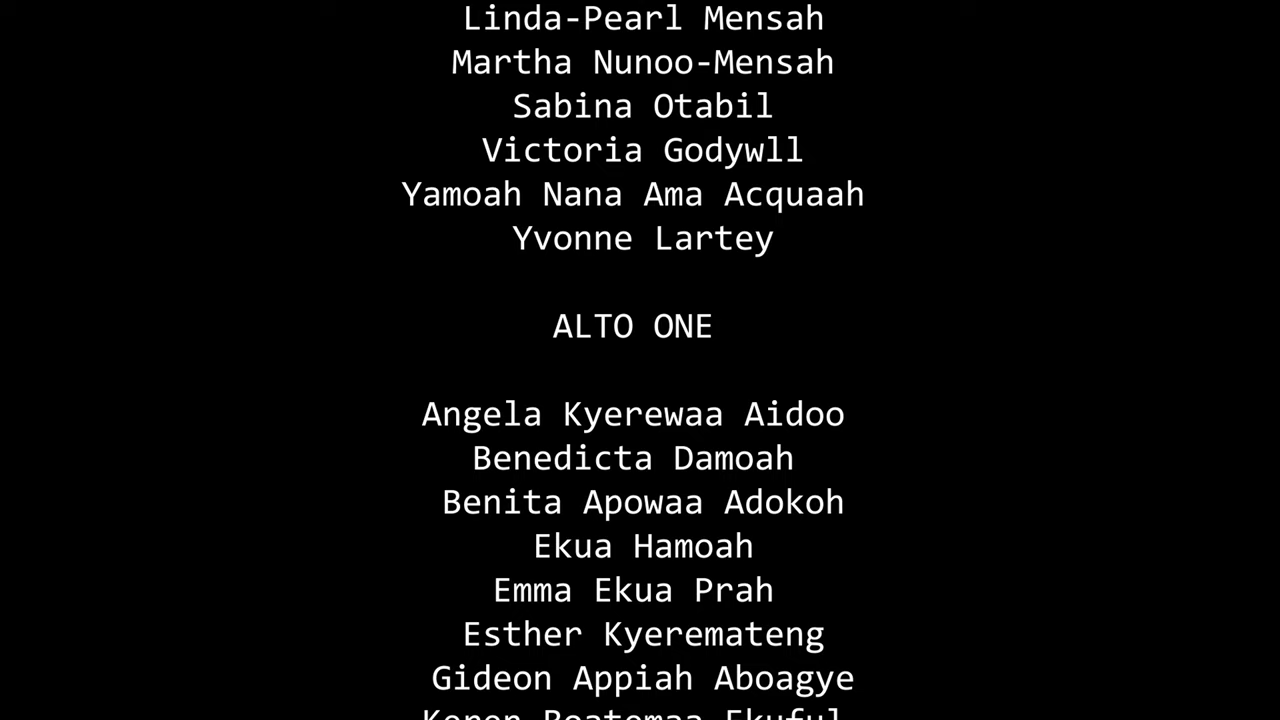 Linda-Pearl Mensah
Martha Nunoo-Mensah
Sabina Otabil
Victoria Godywll
Yamoah Nana Ama Acquaah
Yvonne Lartey
ALTO ONE
Angela Kyerewaa Aidoo
Benedicta Damoah
Benita Apowaa Adokoh
Ekua Hamoah
Emma Ekua Prah
Esther Kyeremateng
Gideon Appiah Aboagye